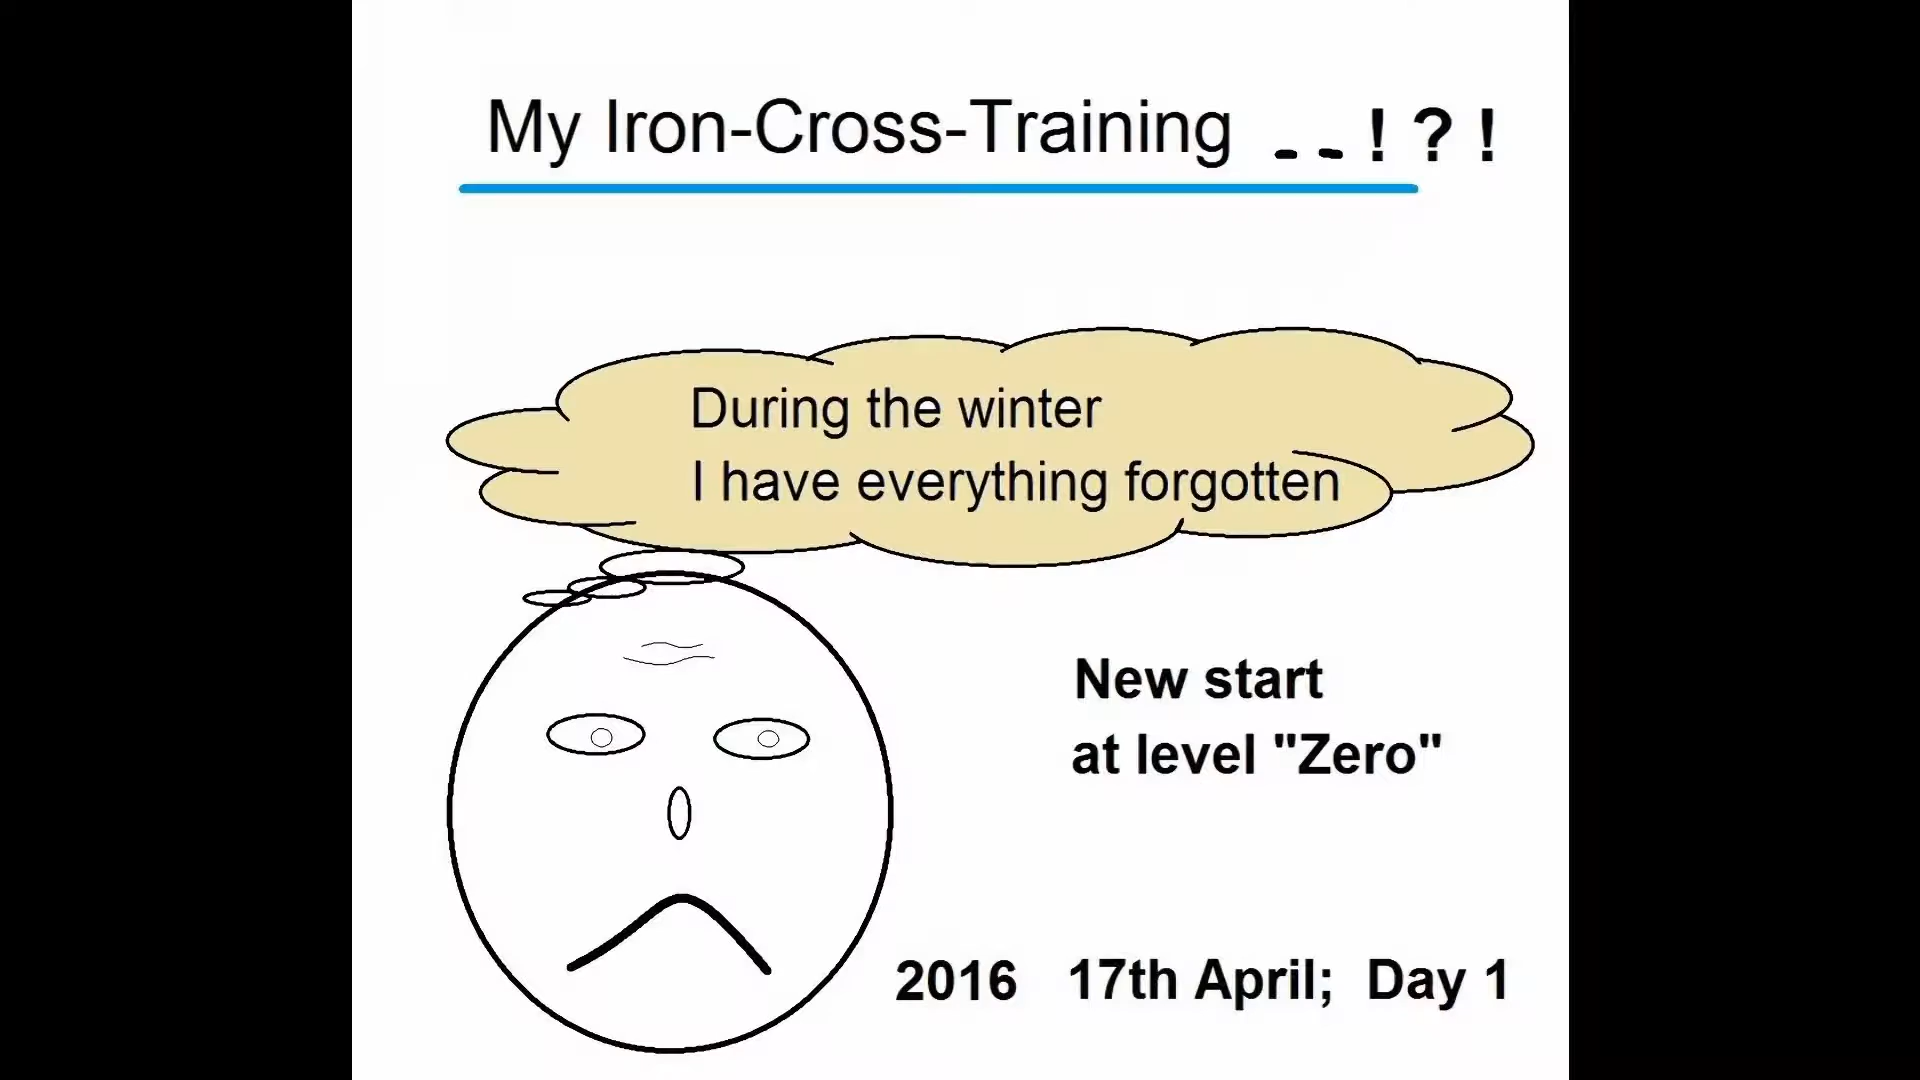 My Iron-Cross-Training --!?!
During the winter
I have everything forgotten
New start
at level "Zero"
2016 17th April; Day 1